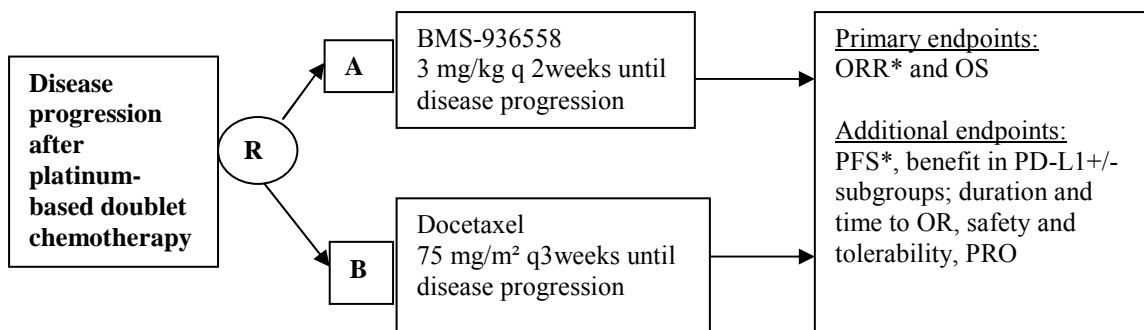 Disease
progression
after
platinum-
based doublet
chemotherapy
R
A
BMS-936558
3 mg/kg q 2weeks until
disease progression
B
Docetaxel
75 mg/m² q3weeks until
disease progression
Primary endpoints:
ORR* and OS
Additional endpoints:
PFS*, benefit in PD-L1+/-
subgroups; duration and
time to OR, safety and
tolerability, PRO